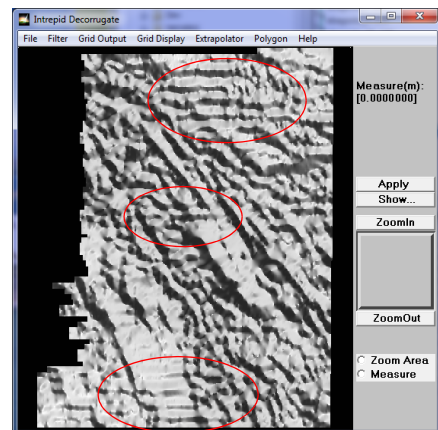 Intrepid Decorrugate
File Filter Grid Output Grid Display Extrapolator Polygon Help
Measure(m):
[0.0000000]
Apply
Show...
ZoomIn
ZoomOut
Zoom Area
Measure